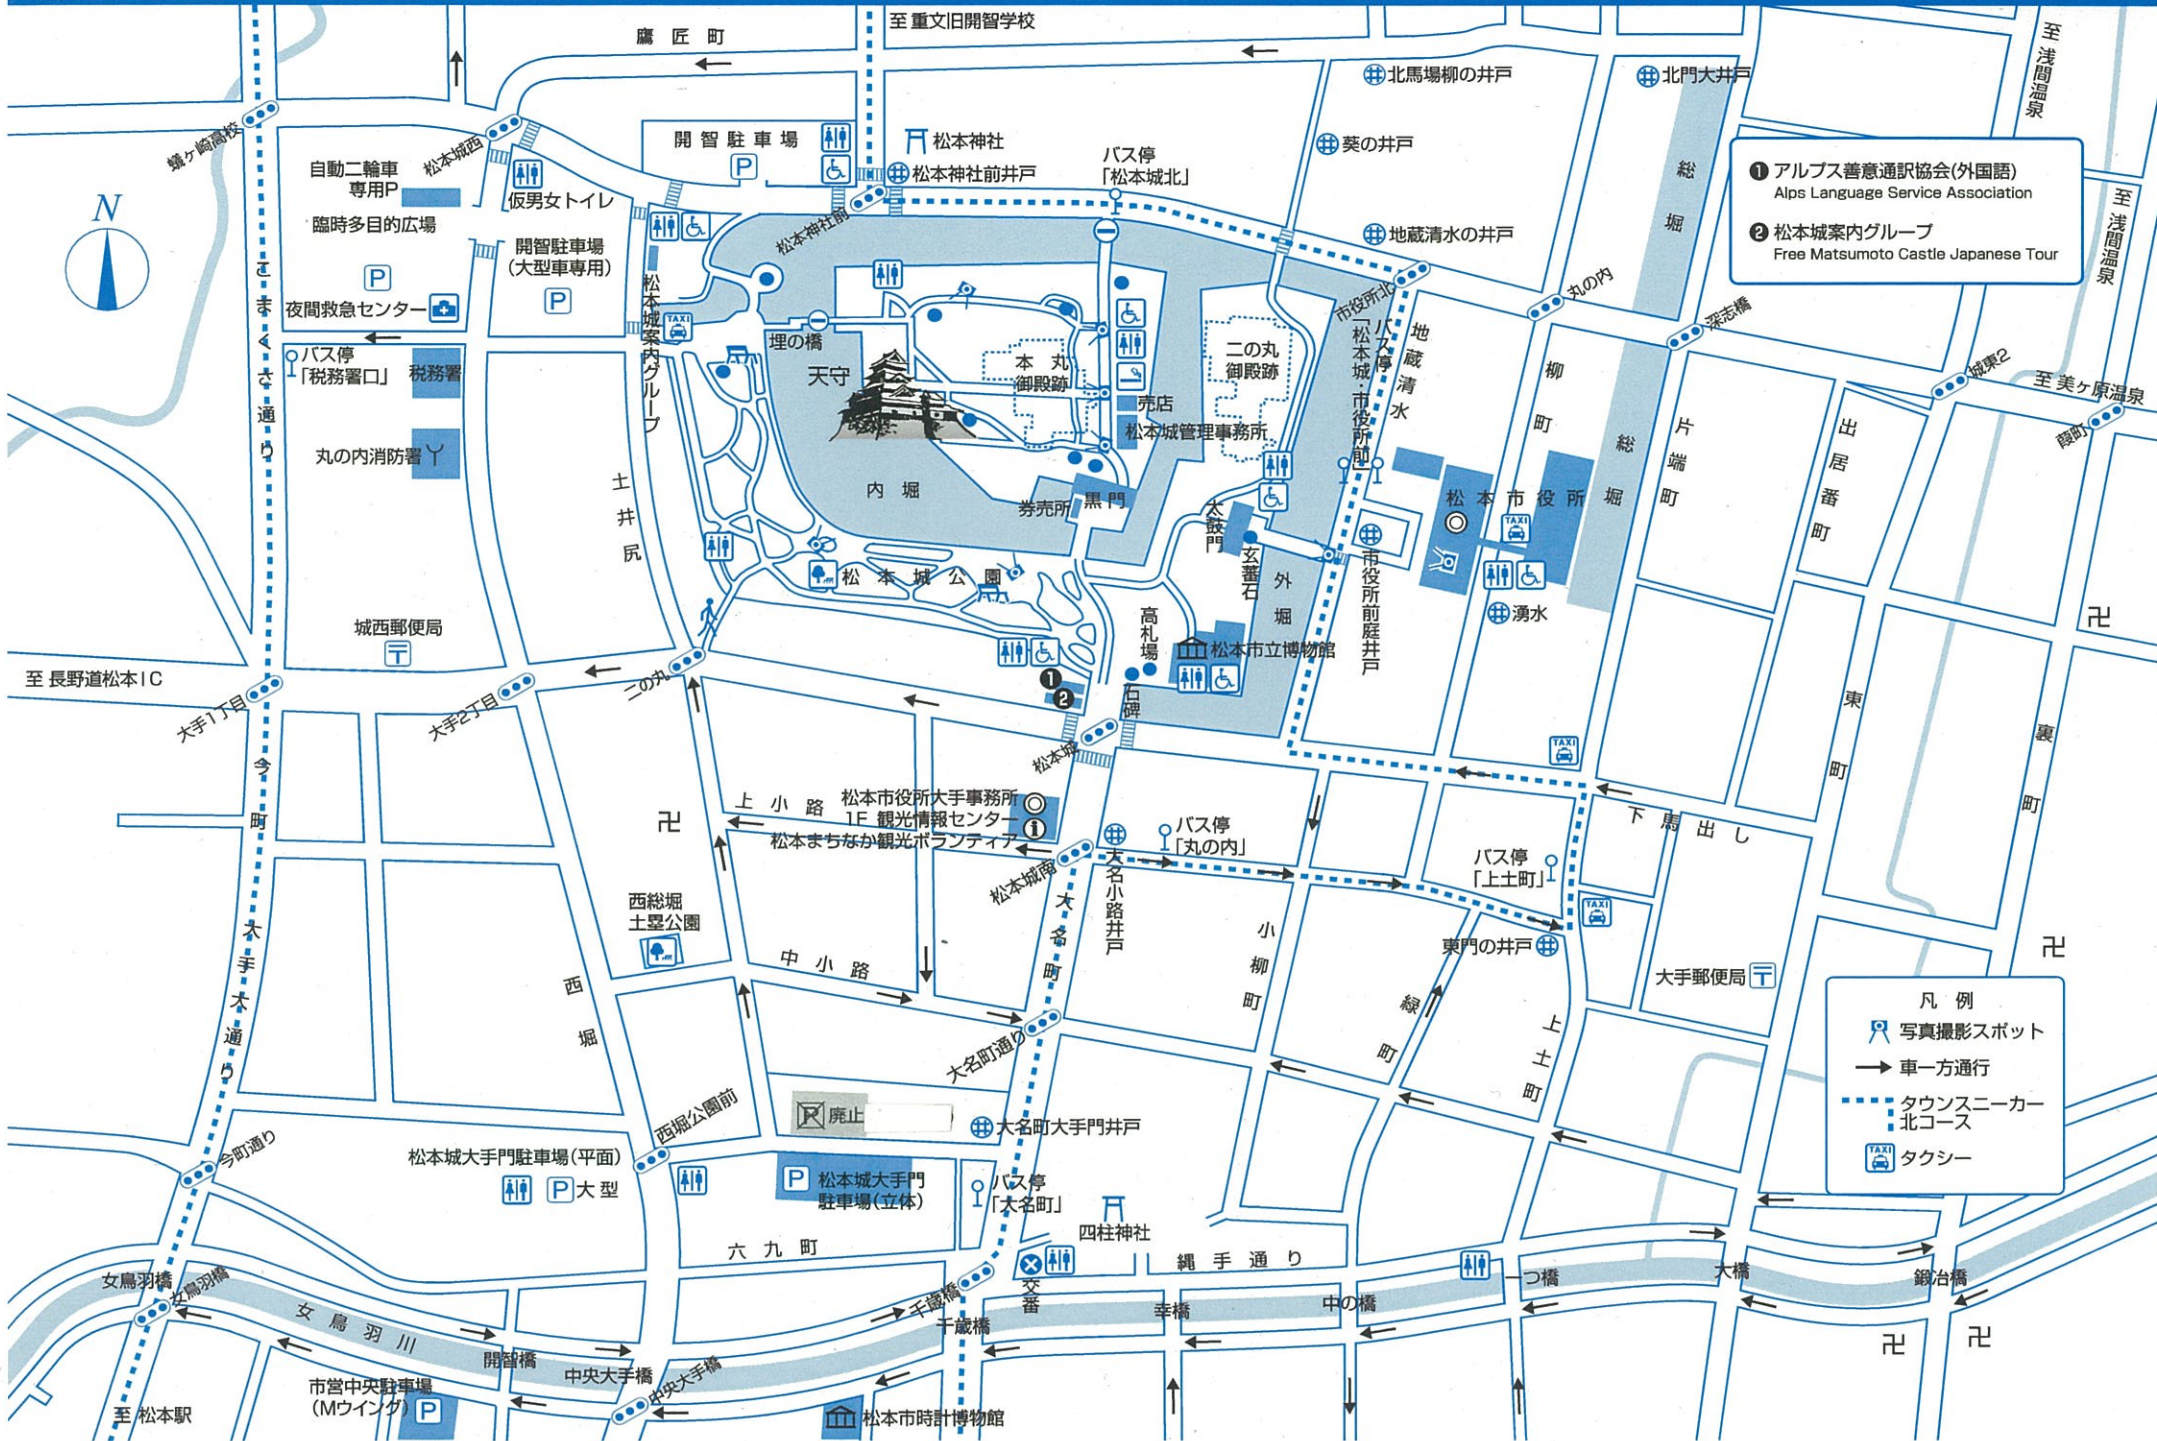 至 重文旧開智学校
鷹匠町
至 浅間温泉
北馬場柳の井戸
北門大井戸
蟻ヶ崎高校
松本城西
自動二輪車
専用P
臨時多目的広場
P
仮男女トイレ
開智駐車場
P
松本神社
松本神社前井戸
松本神社前
バス停
「松本城北」
葵の井戸
地蔵清水の井戸
総堀
❶ アルプス善意通訳協会(外国語)
Alps Language Service Association
❷ 松本城案内グループ
Free Matsumoto Castle Japanese Tour
至 浅間温泉
N
開智駐車場
(大型車専用)
P
夜間救急センター
バス停
「税務署口」
税務署
丸の内消防署
こまくさ通り
松本城案内グループ
TAXI
埋の橋
天守
本丸
御殿跡
二の丸
御殿跡
売店
松本城管理事務所
内堀
券売所
黒門
太鼓門
玄蕃石
外堀
市役所北
バス停
「松本城・市役所前」
地蔵清水
丸の内
深志橋
柳町
総堀
片端町
出居番町
城東2
至 美ヶ原温泉
葭町
松本市役所
TAXI
湧水
市役所前庭井戸
土井尻
松本城公園
高札場
石碑
松本市立博物館
❶
❷
城西郵便局
至 長野道松本IC
大手1丁目
大手2丁目
二の丸
松本城
今町
上小路
松本市役所大手事務所
1F 観光情報センター
松本まちなか観光ボランティア
松本城南
大名小路井戸
バス停
「丸の内」
バス停
「上土町」
TAXI
TAXI
下馬出し
東町
裏町
大手大通り
西総堀
土塁公園
西堀
中小路
大名町
大名町通り
小柳町
緑町
東門の井戸
上土町
大手郵便局
凡例
写真撮影スポット
車一方通行
タウンスニーカー
北コース
TAXI
タクシー
今町通り
西堀公園前
松本城大手門駐車場(平面)
P 大型
P 廃止
P
松本城大手門
駐車場(立体)
大名町大手門井戸
バス停
「大名町」
四柱神社
六九町
縄手通り
交番
女鳥羽橋
女鳥羽橋
女鳥羽川
開智橋
中央大手橋
中央大手橋
千歳橋
千歳橋
幸橋
中の橋
一つ橋
大橋
鍛冶橋
至 松本駅
市営中央駐車場
(Mウイング)
P
松本市時計博物館